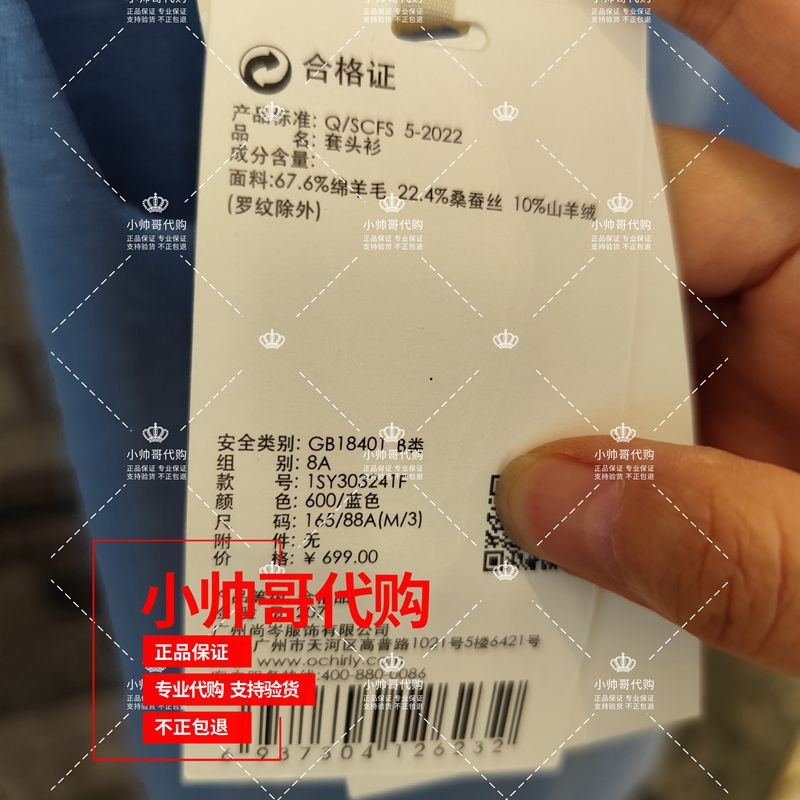 合格证
产品标准: Q/SCFS 5-2022
品 名: 套头衫
成分含量:
面料:67.6%绵羊毛 22.4%桑蚕丝 10%山羊绒
(罗纹除外)
安全类别: GB18401 B类
组 别: 8A
款 号: 1SY303241F
颜 色: 600/蓝色
尺 码: 165/88A(M/3)
附 件: 无
价 格: ¥ 699.00
广州尚岑服饰有限公司
广州市天河区高普路1021号5楼6421号
www.ochirly.co
:400-880-0086
6 937304 126232
小帅哥代购
正品保证
专业代购 支持验货
不正包退
小帅哥代购
正品保证 专业保证
支持验货 不正包退